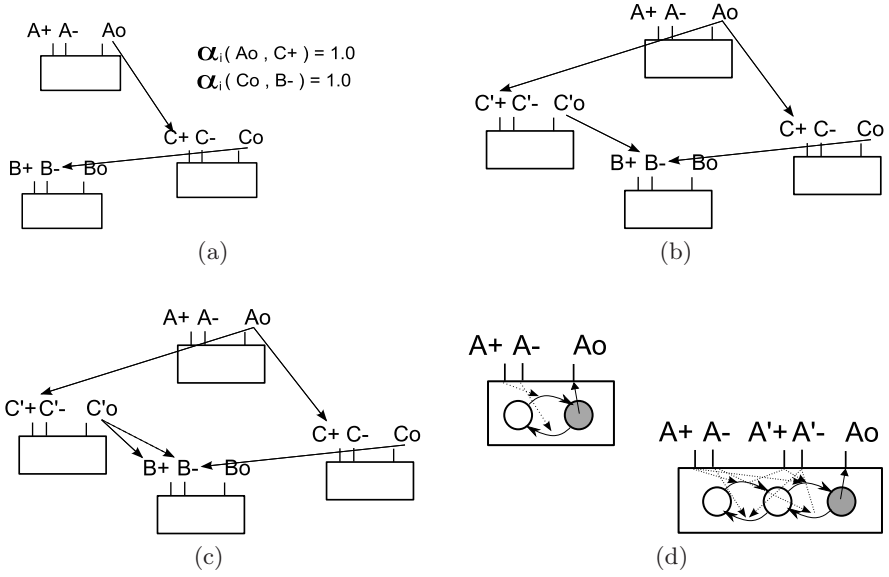 A+ A- Ao
αi( Ao , C+ ) = 1.0
αi( Co , B- ) = 1.0
C+ C- Co
B+ B- Bo
(a)
A+ A- Ao
C'+ C'- C'o
C+ C- Co
B+ B- Bo
(b)
A+ A- Ao
C'+ C'- C'o
C+ C- Co
B+ B- Bo
(c)
A+ A- Ao
A+ A- A'+ A'- Ao
(d)